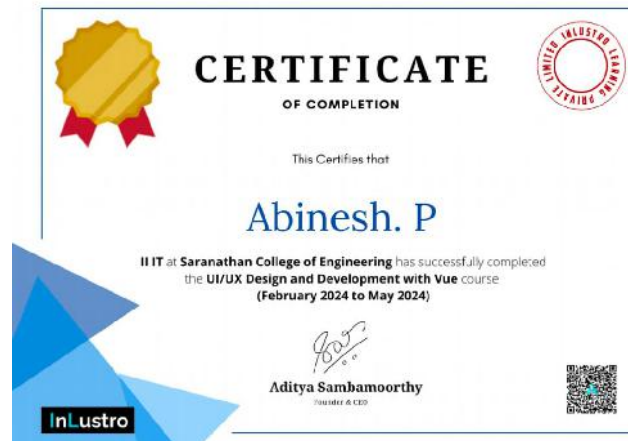 CERTIFICATE
OF COMPLETION
INLUSTRO LEARNING PRIVATE LIMITED
This Certifies that
Abinesh. P
II IT at Saranathan College of Engineering has successfully completed
the UI/UX Design and Development with Vue course
(February 2024 to May 2024)
Aditya Sambamoorthy
Founder & CEO
InLustro